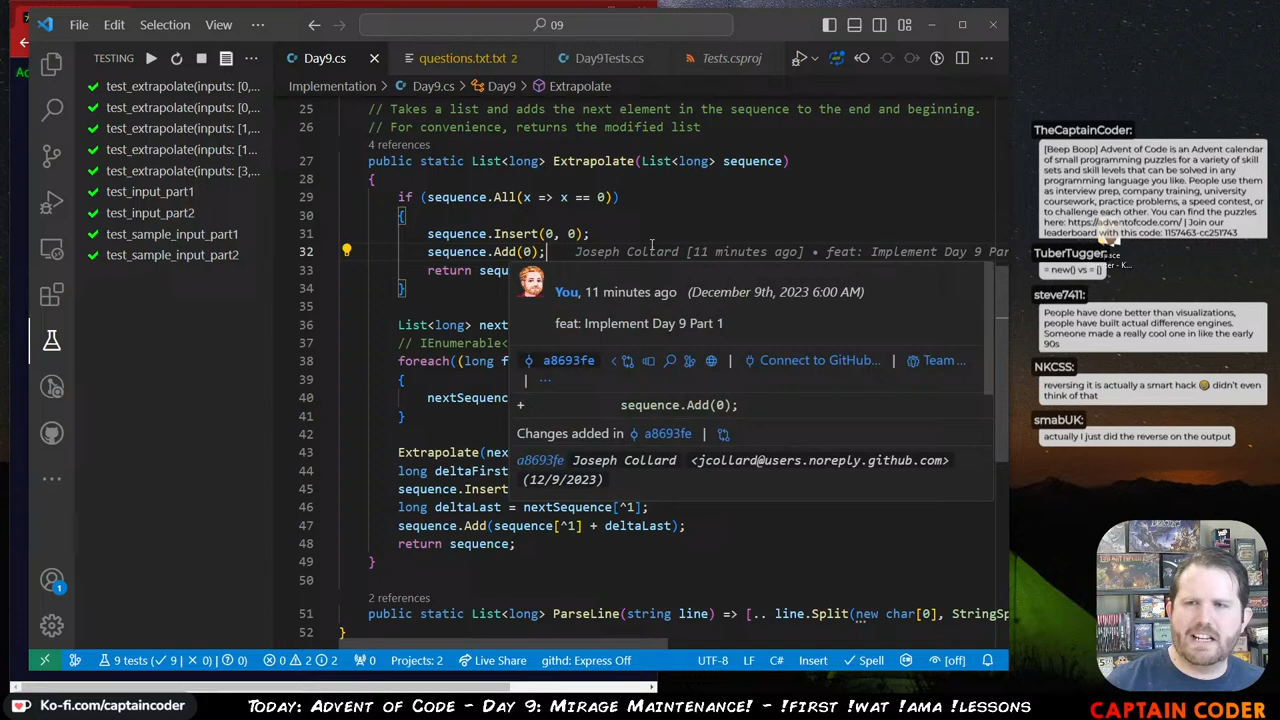 File Edit Selection View ··· 09
TESTING
Day9.cs questions.txt.txt 2 Day9Tests.cs Tests.csproj
Implementation > Day9.cs > Day9 > Extrapolate
test_extrapolate(inputs: [0,
test_extrapolate(inputs: [0,
test_extrapolate(inputs: [1,
test_extrapolate(inputs: [1,
test_extrapolate(inputs: [3,
test_input_part1
test_input_part2
test_sample_input_part1
test_sample_input_part2
25 // Takes a list and adds the next element in the sequence to the end and beginning.
26 // For convenience, returns the modified list
4 references
27 public static List<long> Extrapolate(List<long> sequence)
28 {
29 if (sequence.All(x => x == 0))
30 {
31 sequence.Insert(0, 0);
32 sequence.Add(0); Joseph Collard [11 minutes ago] • feat: Implement Day 9 Par
33 return sequ
34 }
35
36 List<long> next
37 // IEnumerable<
38 foreach((long f
39 {
40 nextSequenc
41 }
42
43 Extrapolate(nex
44 long deltaFirst
45 sequence.Insert
46 long deltaLast = nextSequence[^1];
47 sequence.Add(sequence[^1] + deltaLast);
48 return sequence;
49 }
50
2 references
51 public static List<long> ParseLine(string line) => [.. line.Split(new char[0], StringSp
52 }
You, 11 minutes ago (December 9th, 2023 6:00 AM)
feat: Implement Day 9 Part 1
a8693fe | Connect to GitHub... | Team...
| ...
+ sequence.Add(0);
Changes added in a8693fe |
a8693fe Joseph Collard <jcollard@users.noreply.github.com>
(12/9/2023)
1
9 tests (✓ 9 | × 0) | (? 0) 0 2 2 0 Projects: 2 Live Share githd: Express Off UTF-8 LF C# Insert Spell [off]
TheCaptainCoder:
[Beep Boop] Advent of Code is an Advent calendar
of small programming puzzles for a variety of skill
sets and skill levels that can be solved in any
programming language you like. People use them
as interview prep, company training, university
coursework, practice problems, a speed contest, or
to challenge each other. You can find the puzzles
here: https://adventofcode.com/ | Join our
leaderboard with this code: 1157463-cc251743
TuberTugger:
= new() vs = []
steve7411:
People have done better than visualizations,
people have built actual difference engines.
Someone made a really cool one in like the early
90s
NKCSS:
reversing it is actually a smart hack didn't even
think of that
smabUK:
actually I just did the reverse on the output
Ko-fi.com/captaincoder
Today: Advent of Code - Day 9: Mirage Maintenance! - !first !wat !ama !lessons
CAPTAIN CODER